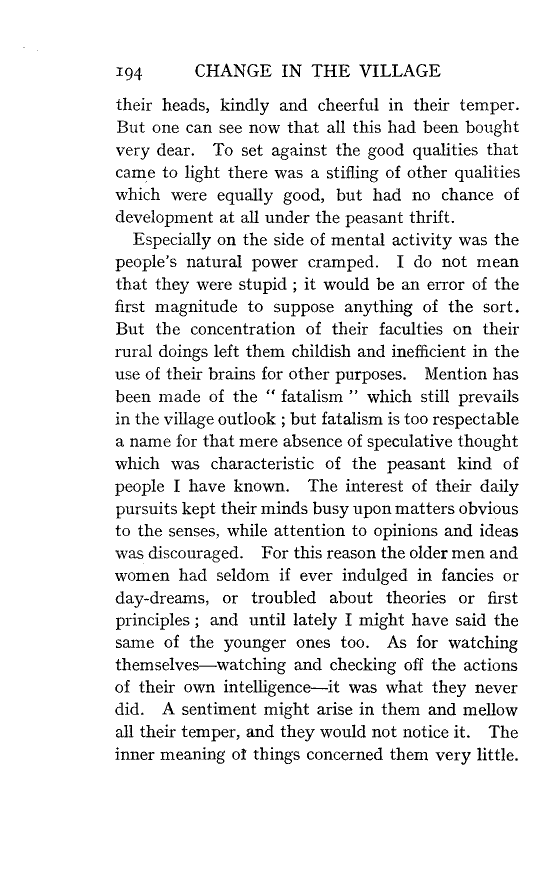 194 CHANGE IN THE VILLAGE
their heads, kindly and cheerful in their temper.
But one can see now that all this had been bought
very dear. To set against the good qualities that
came to light there was a stifling of other qualities
which were equally good, but had no chance of
development at all under the peasant thrift.
Especially on the side of mental activity was the
people's natural power cramped. I do not mean
that they were stupid ; it would be an error of the
first magnitude to suppose anything of the sort.
But the concentration of their faculties on their
rural doings left them childish and inefficient in the
use of their brains for other purposes. Mention has
been made of the “ fatalism ” which still prevails
in the village outlook ; but fatalism is too respectable
a name for that mere absence of speculative thought
which was characteristic of the peasant kind of
people I have known. The interest of their daily
pursuits kept their minds busy upon matters obvious
to the senses, while attention to opinions and ideas
was discouraged. For this reason the older men and
women had seldom if ever indulged in fancies or
day-dreams, or troubled about theories or first
principles ; and until lately I might have said the
same of the younger ones too. As for watching
themselves—watching and checking off the actions
of their own intelligence—it was what they never
did. A sentiment might arise in them and mellow
all their temper, and they would not notice it. The
inner meaning of things concerned them very little.